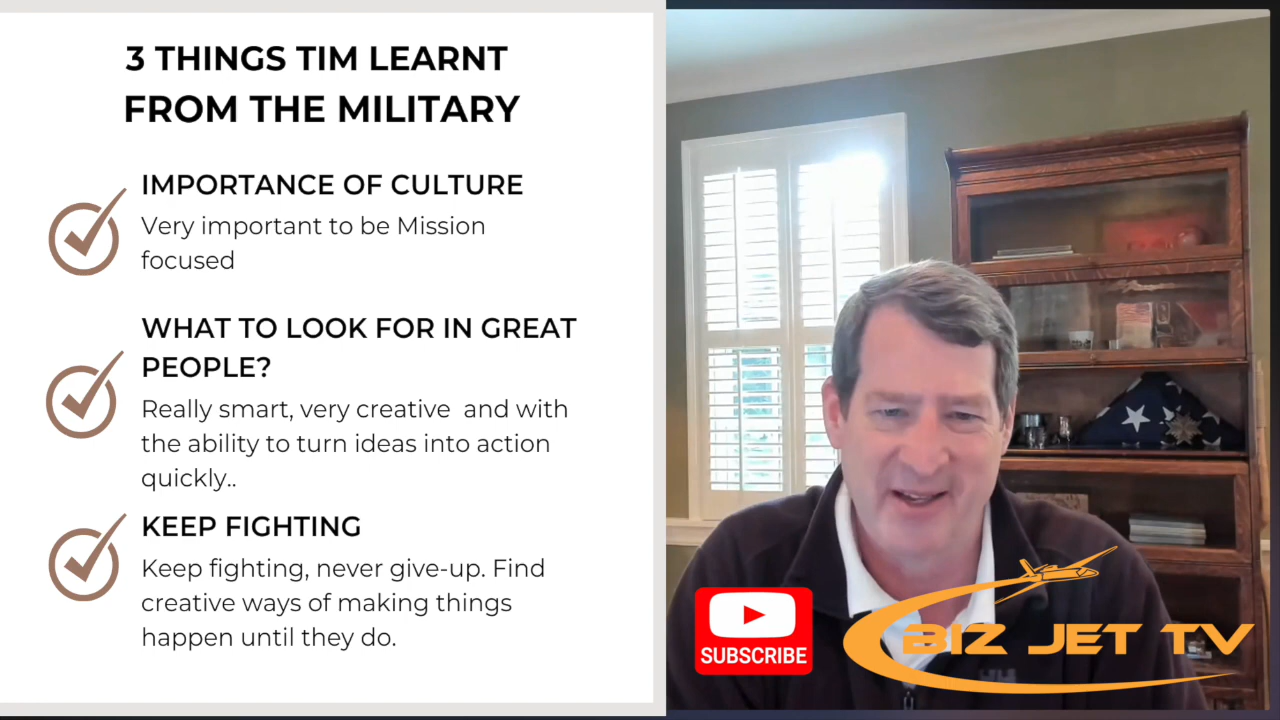 3 THINGS TIM LEARNT
FROM THE MILITARY
IMPORTANCE OF CULTURE
Very important to be Mission
focused
WHAT TO LOOK FOR IN GREAT
PEOPLE?
Really smart, very creative  and with
the ability to turn ideas into action
quickly..
KEEP FIGHTING
Keep fighting, never give-up. Find
creative ways of making things
happen until they do.
SUBSCRIBE
BIZ JET TV